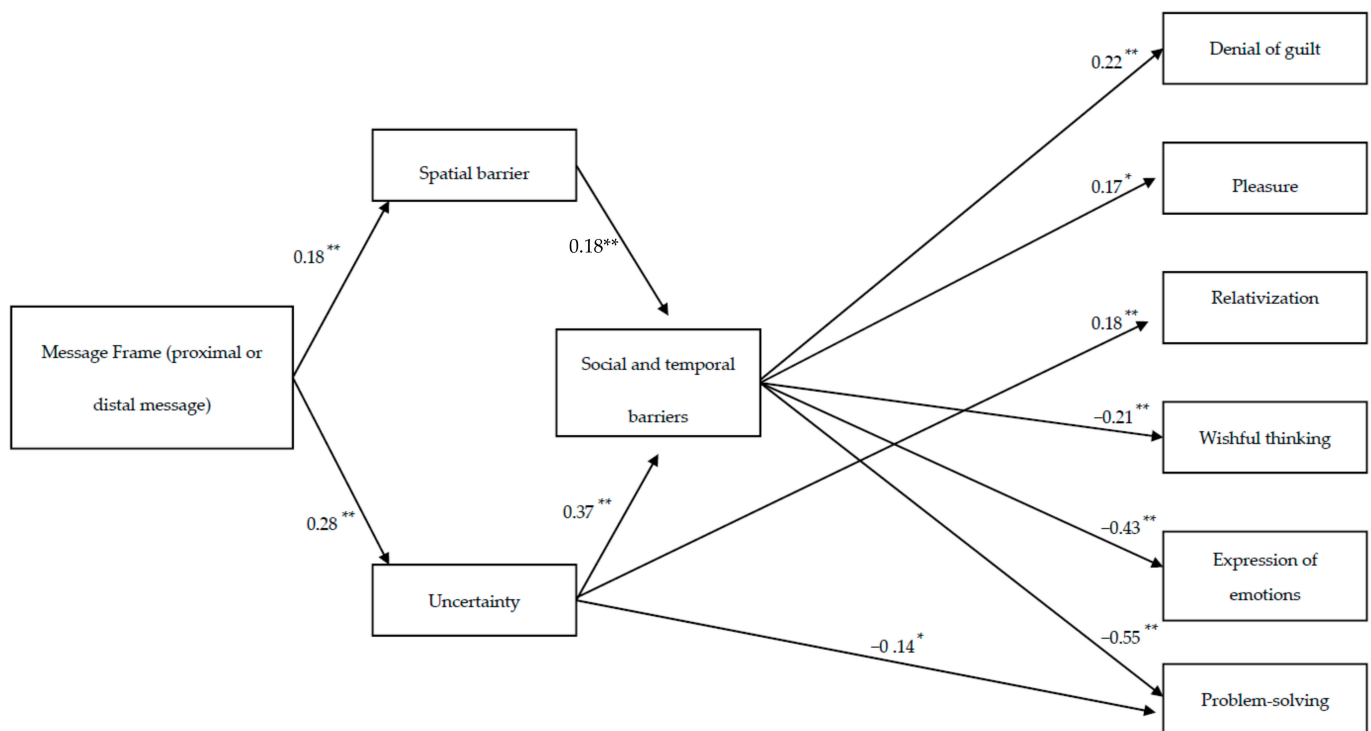 Denial of guilt
0.22**
Spatial barrier
Pleasure
0.17*
0.18**
0.18**
Relativization
0.18**
Message Frame (proximal or
distal message)
Social and temporal
barriers
–0.21**
Wishful thinking
0.28**
0.37**
–0.43**
Expression of
emotions
Uncertainty
–0.55**
–0 .14*
Problem-solving